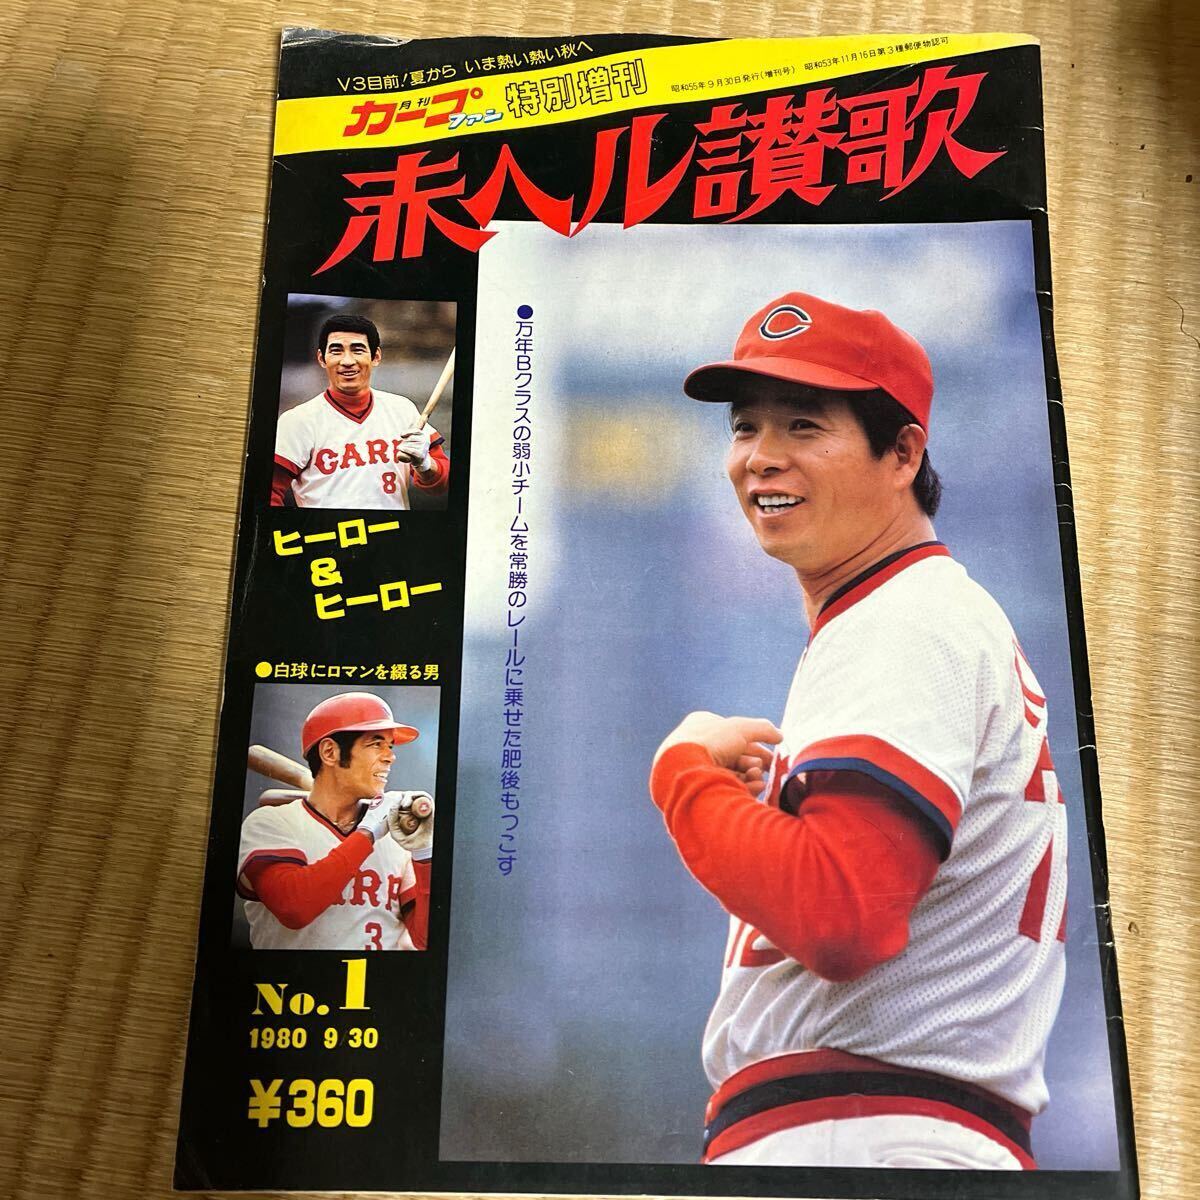 V3目前!夏から いま熱い熱い秋へ
月刊カープファン 特別増刊
昭和55年9月30日発行(増刊号) 昭和53年11月16日第3種郵便物認可
赤ヘル讃歌
●万年Bクラスの弱小チームを常勝のレールに乗せた肥後もっこす
C
CARP
8
ヒーロー
&
ヒーロー
●白球にロマンを綴る男
ARP
3
No.1
1980 9/30
¥360